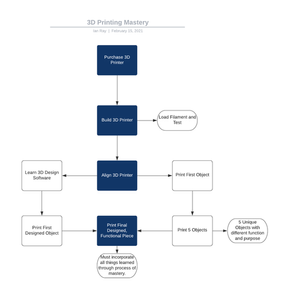 3D Printing Mastery
Ian Ray | February 23, 2021
Purchase 3D
Printer
Build 3D Printer
Load Filament and
Test
Learn 3D Design
Software
Align 3D Printer
Print First Object
Print First
Designed Object
Print Final
Designed,
Functional Piece
Print 5 Objects
5 Unique
Objects with
different function
and purpose
Must incorporate
all things learned
through process of
mastery